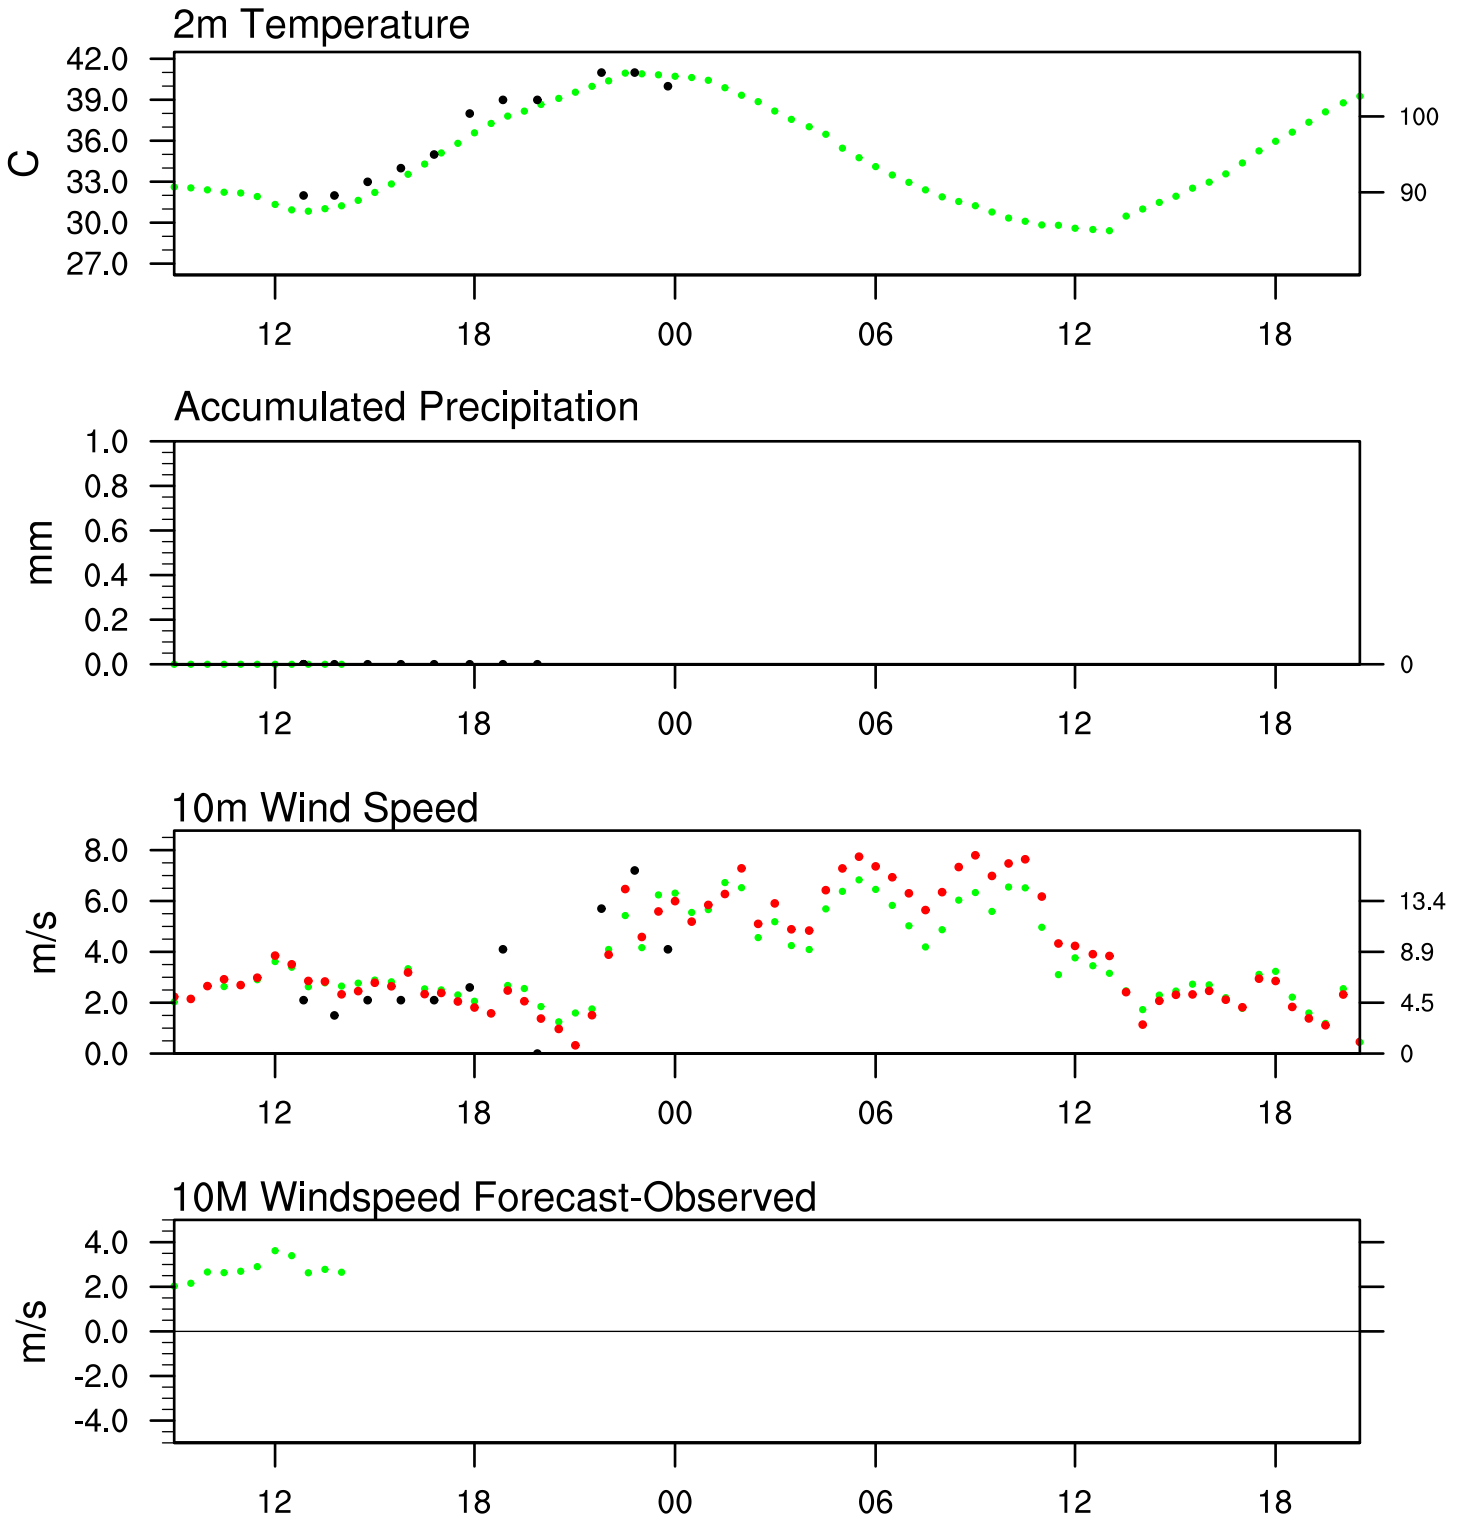 2m Temperature
42.0
39.0
36.0
33.0
30.0
27.0
C
100
90
12 18 00 06 12 18
Accumulated Precipitation
1.0
0.8
0.6
0.4
0.2
0.0
mm
0
12 18 00 06 12 18
10m Wind Speed
8.0
6.0
4.0
2.0
0.0
m/s
13.4
8.9
4.5
0
12 18 00 06 12 18
10M Windspeed Forecast-Observed
4.0
2.0
0.0
-2.0
-4.0
m/s
12 18 00 06 12 18